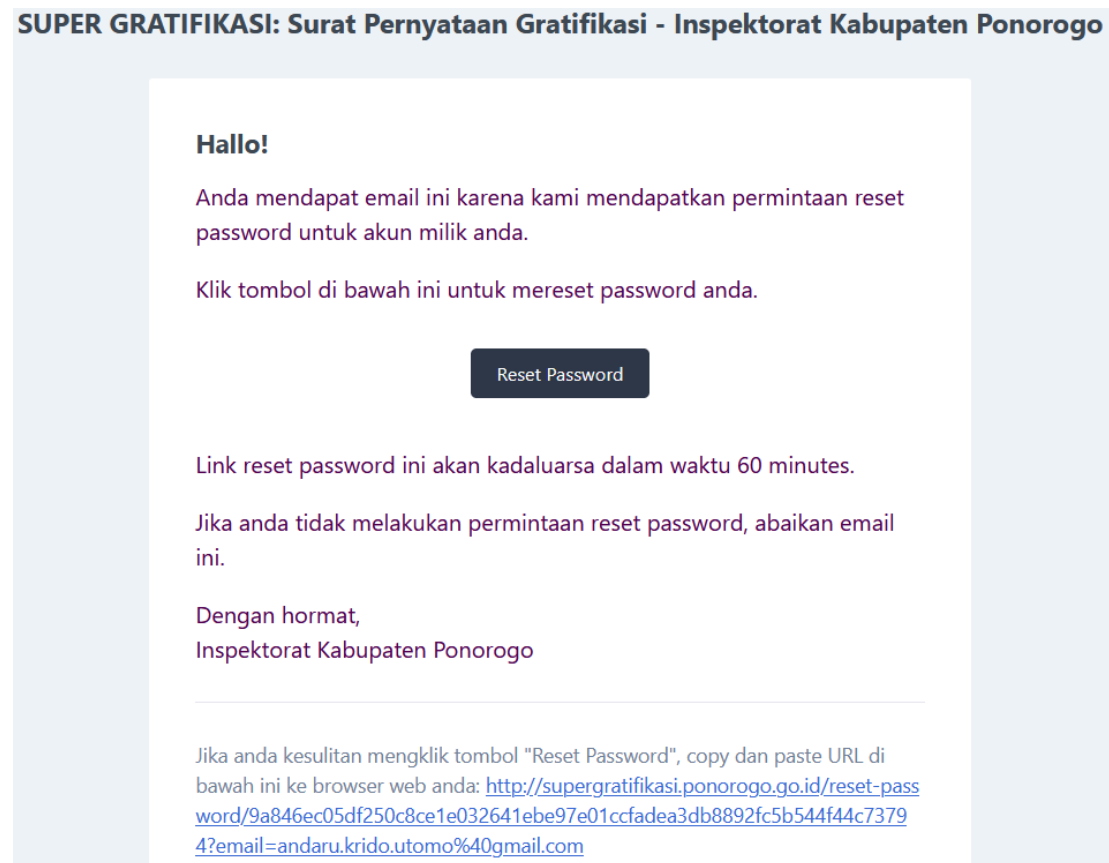 SUPER GRATIFIKASI: Surat Pernyataan Gratifikasi - Inspektorat Kabupaten Ponorogo
Hallo!
Anda mendapat email ini karena kami mendapatkan permintaan reset
password untuk akun milik anda.
Klik tombol di bawah ini untuk mereset password anda.
Reset Password
Link reset password ini akan kadaluarsa dalam waktu 60 minutes.
Jika anda tidak melakukan permintaan reset password, abaikan email
ini.
Dengan hormat,
Inspektorat Kabupaten Ponorogo
Jika anda kesulitan mengklik tombol "Reset Password", copy dan paste URL di
bawah ini ke browser web anda: http://supergratifikasi.ponorogo.go.id/reset-pass
word/9a846ec05df250c8ce1e032641ebe97e01ccfadea3db8892fc5b544f44c7379
4?email=andaru.krido.utomo%40gmail.com